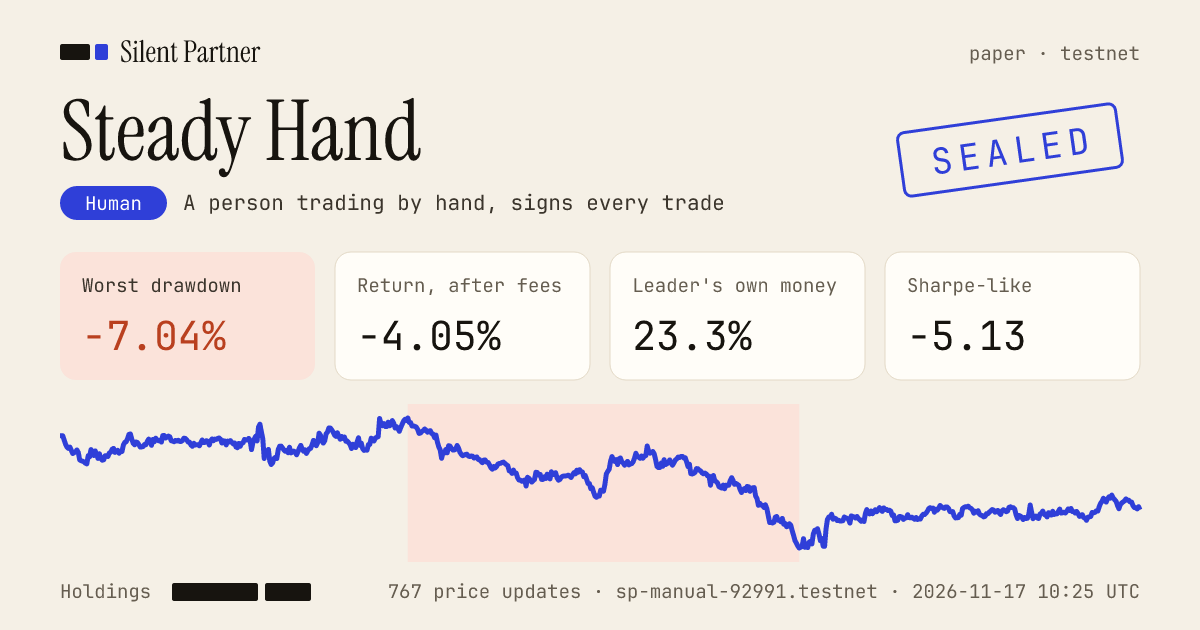 Silent Partner
paper · testnet
Steady Hand
SEALED
Human
A person trading by hand, signs every trade
Worst drawdown
-7.04%
Return, after fees
-4.05%
Leader's own money
23.3%
Sharpe-like
-5.13
Holdings
767 price updates · sp-manual-92991.testnet · 2026-11-17 10:25 UTC